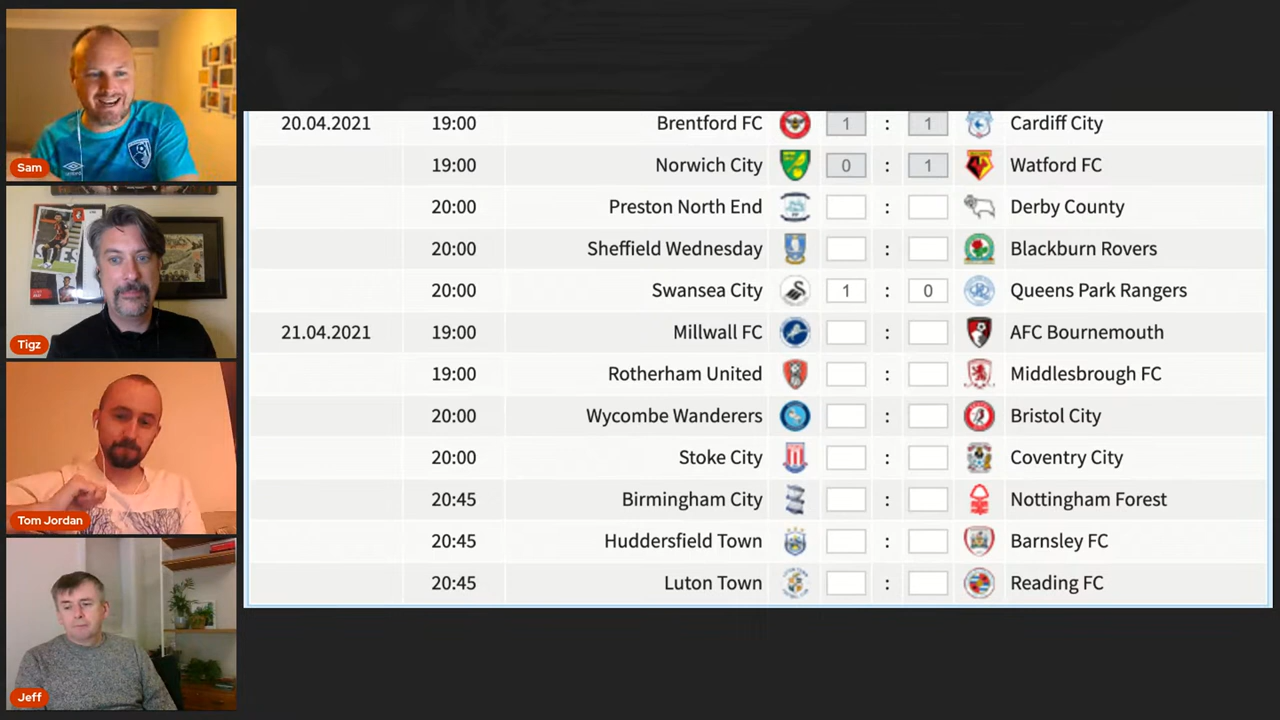 Sam
Tigz
Tom Jordan
Jeff
20.04.2021 19:00 Brentford FC 1 : 1 Cardiff City
19:00 Norwich City 0 : 1 Watford FC
20:00 Preston North End : Derby County
20:00 Sheffield Wednesday : Blackburn Rovers
20:00 Swansea City 1 : 0 Queens Park Rangers
21.04.2021 19:00 Millwall FC : AFC Bournemouth
19:00 Rotherham United : Middlesbrough FC
20:00 Wycombe Wanderers : Bristol City
20:00 Stoke City : Coventry City
20:45 Birmingham City : Nottingham Forest
20:45 Huddersfield Town : Barnsley FC
20:45 Luton Town : Reading FC